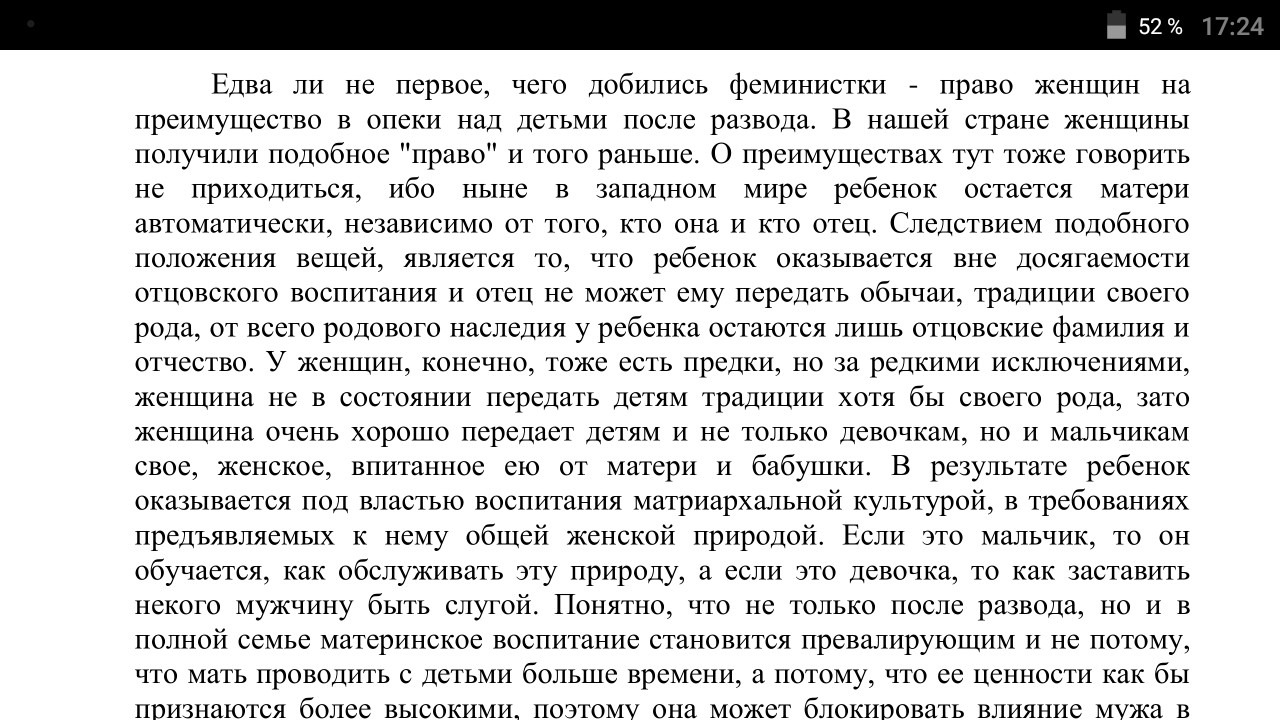 52 % 17:24
Едва ли не первое, чего добились феминистки - право женщин на
преимущество в опеки над детьми после развода. В нашей стране женщины
получили подобное "право" и того раньше. О преимуществах тут тоже говорить
не приходиться, ибо ныне в западном мире ребенок остается матери
автоматически, независимо от того, кто она и кто отец. Следствием подобного
положения вещей, является то, что ребенок оказывается вне досягаемости
отцовского воспитания и отец не может ему передать обычаи, традиции своего
рода, от всего родового наследия у ребенка остаются лишь отцовские фамилия и
отчество. У женщин, конечно, тоже есть предки, но за редкими исключениями,
женщина не в состоянии передать детям традиции хотя бы своего рода, зато
женщина очень хорошо передает детям и не только девочкам, но и мальчикам
свое, женское, впитанное ею от матери и бабушки. В результате ребенок
оказывается под властью воспитания матриархальной культурой, в требованиях
предъявляемых к нему общей женской природой. Если это мальчик, то он
обучается, как обслуживать эту природу, а если это девочка, то как заставить
некого мужчину быть слугой. Понятно, что не только после развода, но и в
полной семье материнское воспитание становится превалирующим и не потому,
что мать проводить с детьми больше времени, а потому, что ее ценности как бы
признаются более высокими, поэтому она может блокировать влияние мужа в